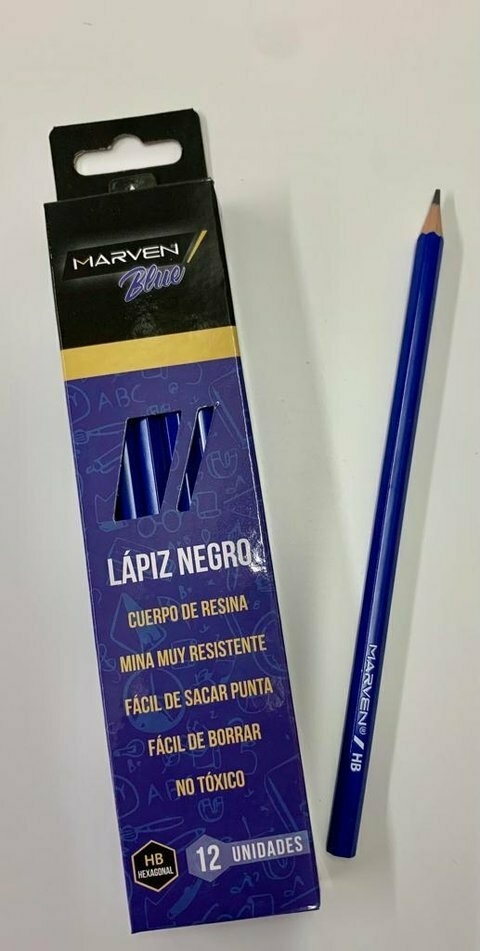 MARVEN
Blue
ABC
LÁPIZ NEGRO
CUERPO DE RESINA
MINA MUY RESISTENTE
FÁCIL DE SACAR PUNTA
FÁCIL DE BORRAR
NO TÓXICO
HB
HEXAGONAL
12 UNIDADES
MARVEN® HB